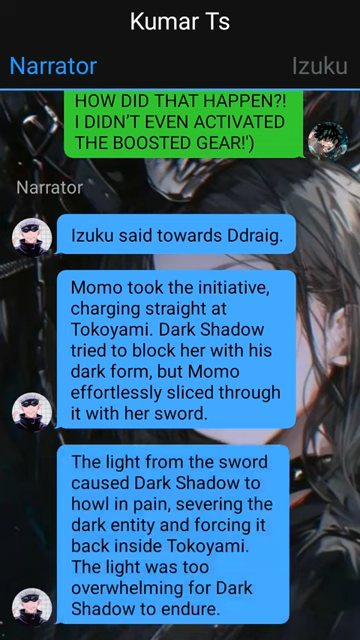 Kumar Ts
Narrator
Izuku
HOW DID THAT HAPPEN?!
I DIDN'T EVEN ACTIVATED
THE BOOSTED GEAR!')
Narrator
Izuku said towards Ddraig.
Momo took the initiative,
charging straight at
Tokoyami. Dark Shadow
tried to block her with his
dark form, but Momo
effortlessly sliced through
it with her sword.
The light from the sword
caused Dark Shadow to
howl in pain, severing the
dark entity and forcing it
back inside Tokoyami.
The light was too
overwhelming for Dark
Shadow to endure.